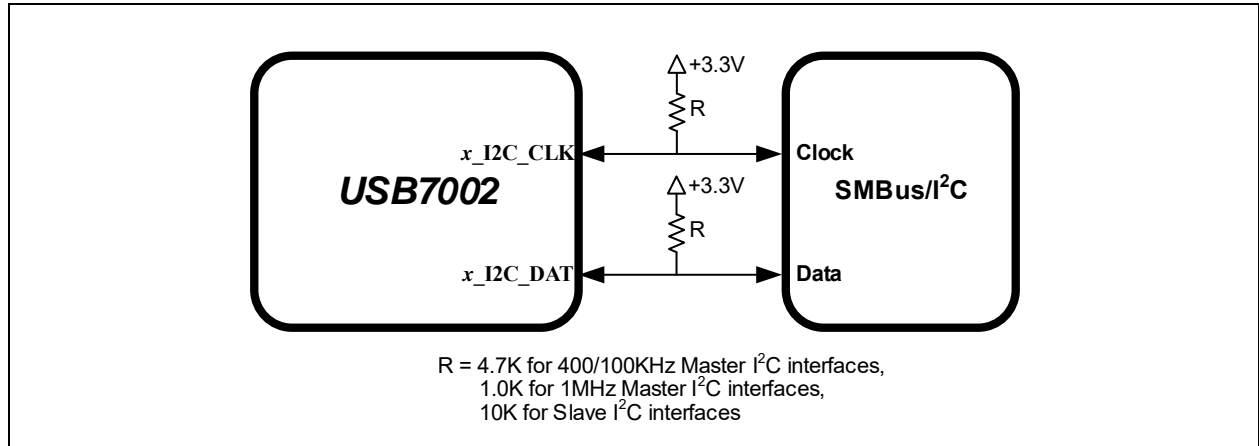 +3.3V
R
x_I2C_CLK
Clock
USB7002
+3.3V
SMBus/I²C
R
x_I2C_DAT
Data
R = 4.7K for 400/100KHz Master I²C interfaces,
1.0K for 1MHz Master I²C interfaces,
10K for Slave I²C interfaces